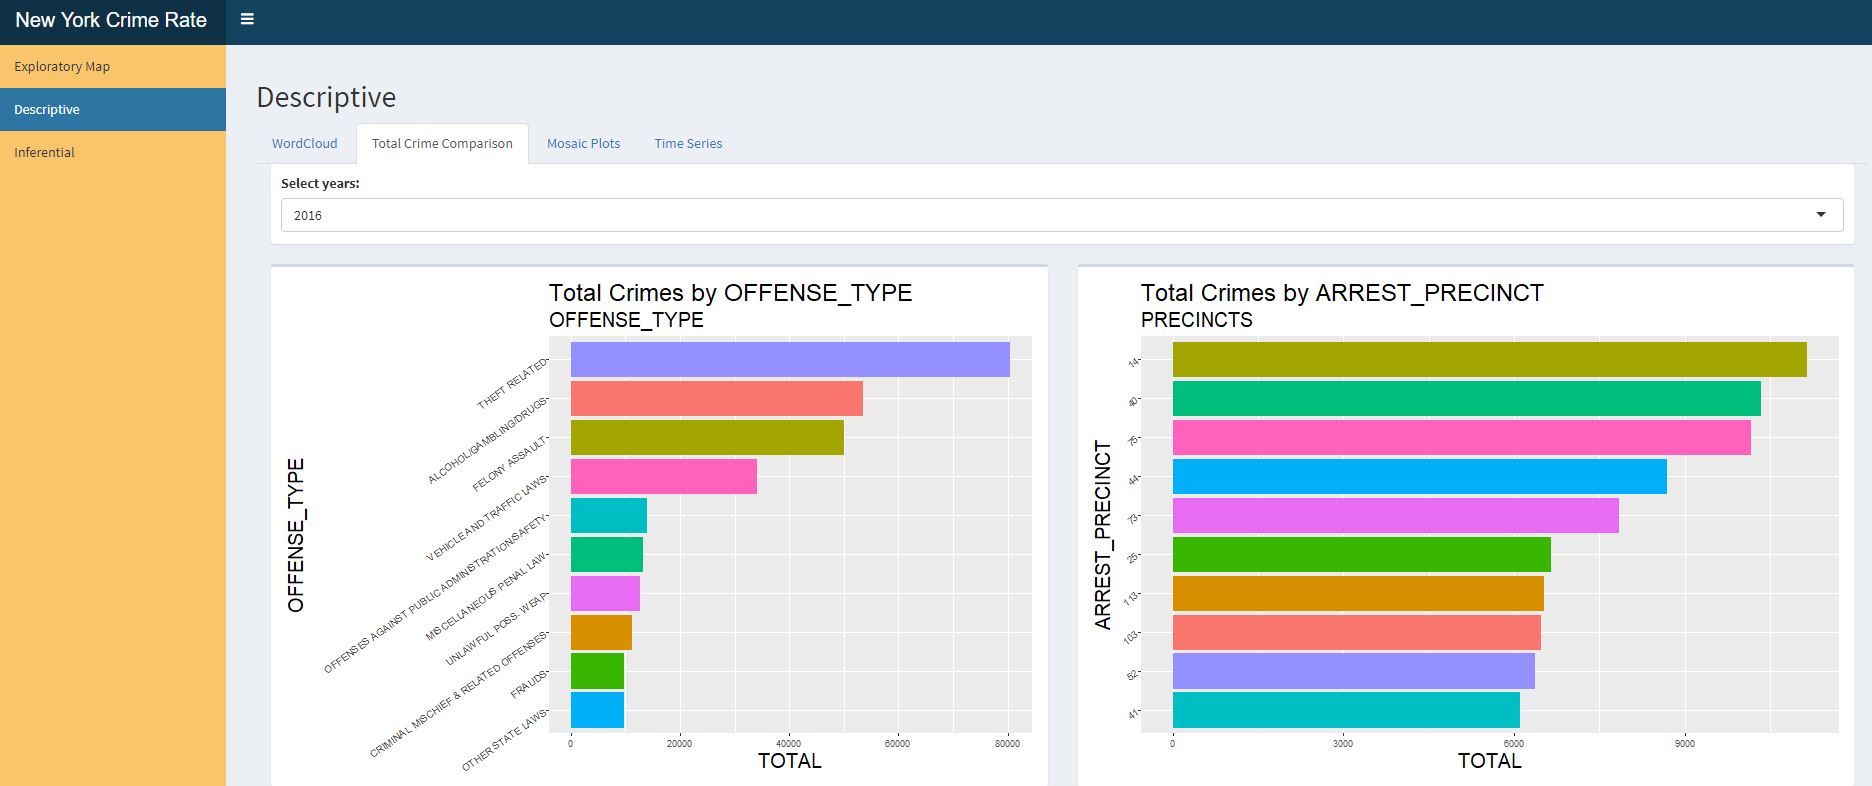 New York Crime Rate
Exploratory Map
Descriptive
Inferential
Descriptive
WordCloud
Total Crime Comparison
Mosaic Plots
Time Series
Select years:
2016
Total Crimes by OFFENSE_TYPE
OFFENSE_TYPE
OFFENSE_TYPE
THEFT RELATED
ALCOHOL/GAMBLING/DRUGS
FELONY ASSAULT
VEHICLE AND TRAFFIC LAWS
OFFENSES AGAINST PUBLIC ADMINISTRATION/SAFETY
MISCELLANEOUS PENAL LAW
UNLAWFUL POSS. WEAP
CRIMINAL MISCHIEF & RELATED OFFENSES
FRAUDS
OTHER STATE LAWS
0
20000
40000
60000
80000
TOTAL
Total Crimes by ARREST_PRECINCT
PRECINCTS
ARREST_PRECINCT
14
40
75
44
73
25
113
103
52
41
0
3000
6000
9000
TOTAL